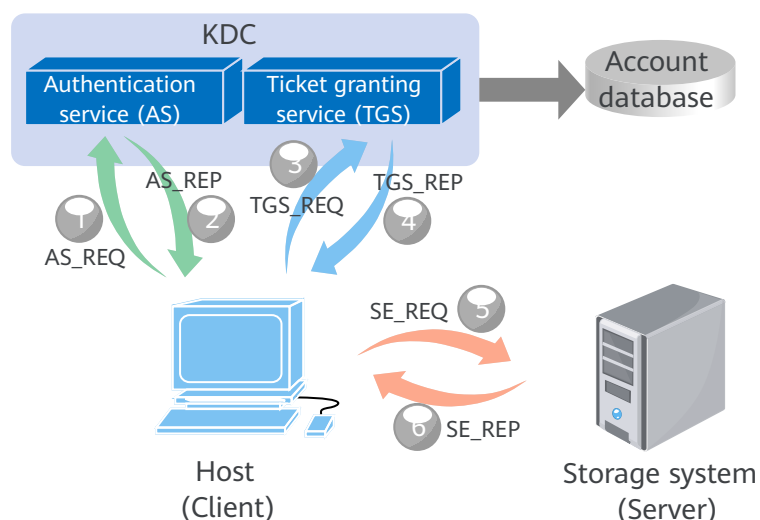 KDC
Authentication
service (AS)
Ticket granting
service (TGS)
Account
database
3
AS_REP
TGS_REP
1
2
TGS_REQ
4
AS_REQ
SE_REQ
5
6
SE_REP
Host
(Client)
Storage system
(Server)